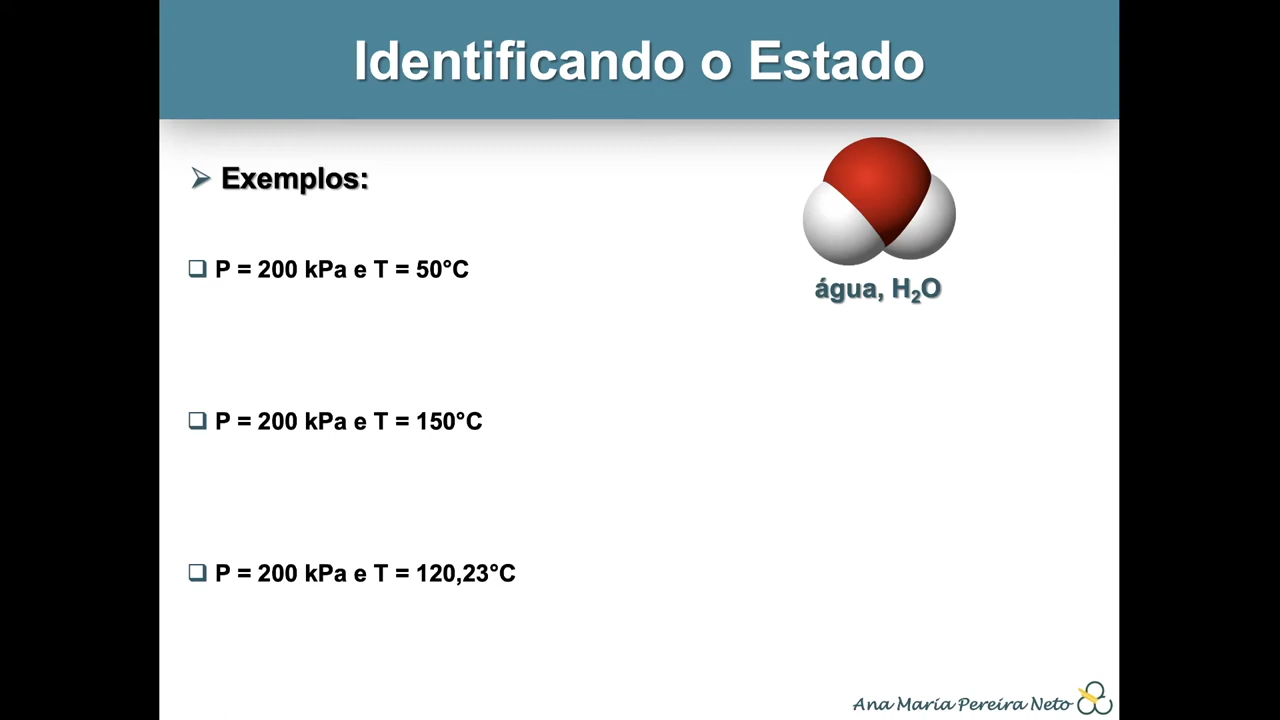 Identificando o Estado
Exemplos:
água, H₂O
P = 200 kPa e T = 50°C
P = 200 kPa e T = 150°C
P = 200 kPa e T = 120,23°C
Ana Maria Pereira Neto